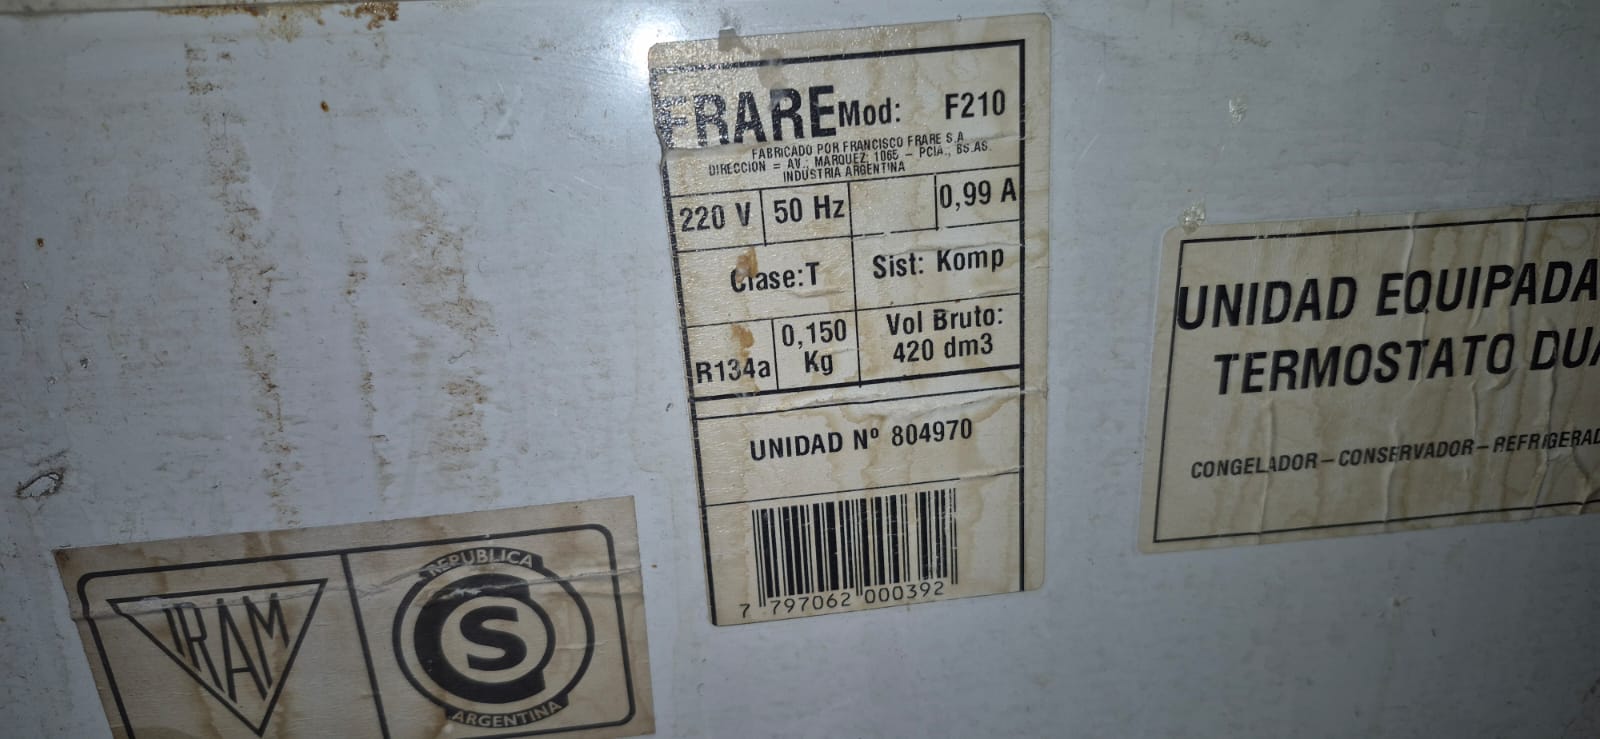 FRARE Mod: F210
FABRICADO POR FRANCISCO FRARE S.A.
DIRECCION = AV.; MARQUEZ; 1065 – PCIA., BS.AS.
INDUSTRIA ARGENTINA
220 V 50 Hz 0,99 A
Clase:T Sist: Komp
R134a 0,150 Kg Vol Bruto: 420 dm3
UNIDAD Nº 804970
7 797062 000392
UNIDAD EQUIPADA
TERMOSTATO
CONGELADOR – CONSERVADOR –
IRAM
REPUBLICA
S
ARGENTINA